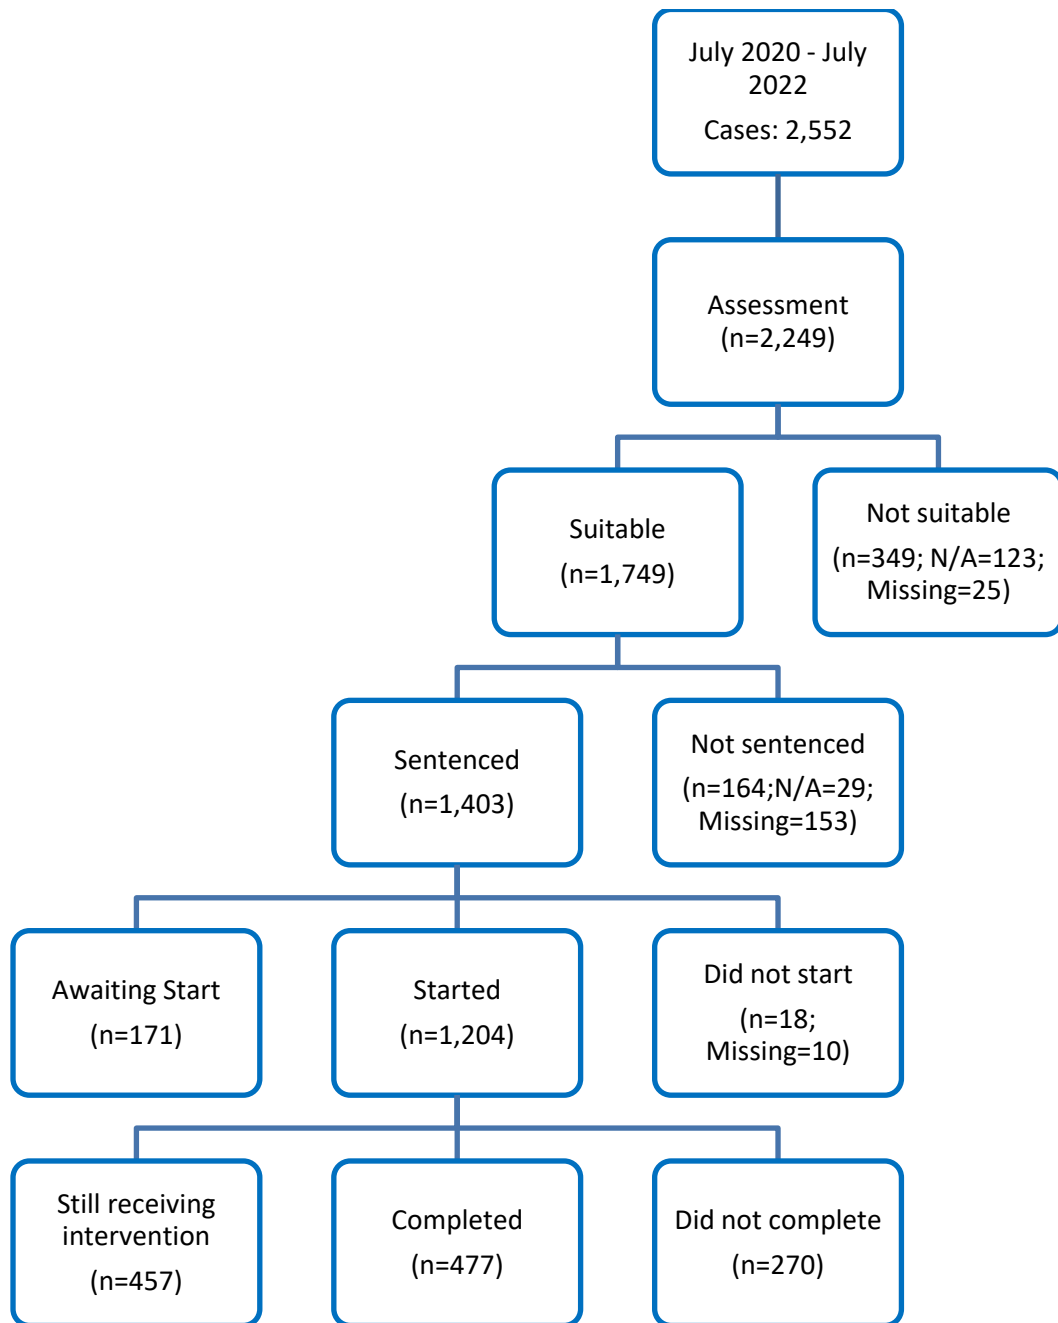 July 2020 - July
2022
Cases: 2,552
Assessment
(n=2,249)
Suitable
(n=1,749)
Not suitable
(n=349; N/A=123;
Missing=25)
Sentenced
(n=1,403)
Not sentenced
(n=164;N/A=29;
Missing=153)
Awaiting Start
(n=171)
Started
(n=1,204)
Did not start
(n=18;
Missing=10)
Still receiving
intervention
(n=457)
Completed
(n=477)
Did not complete
(n=270)